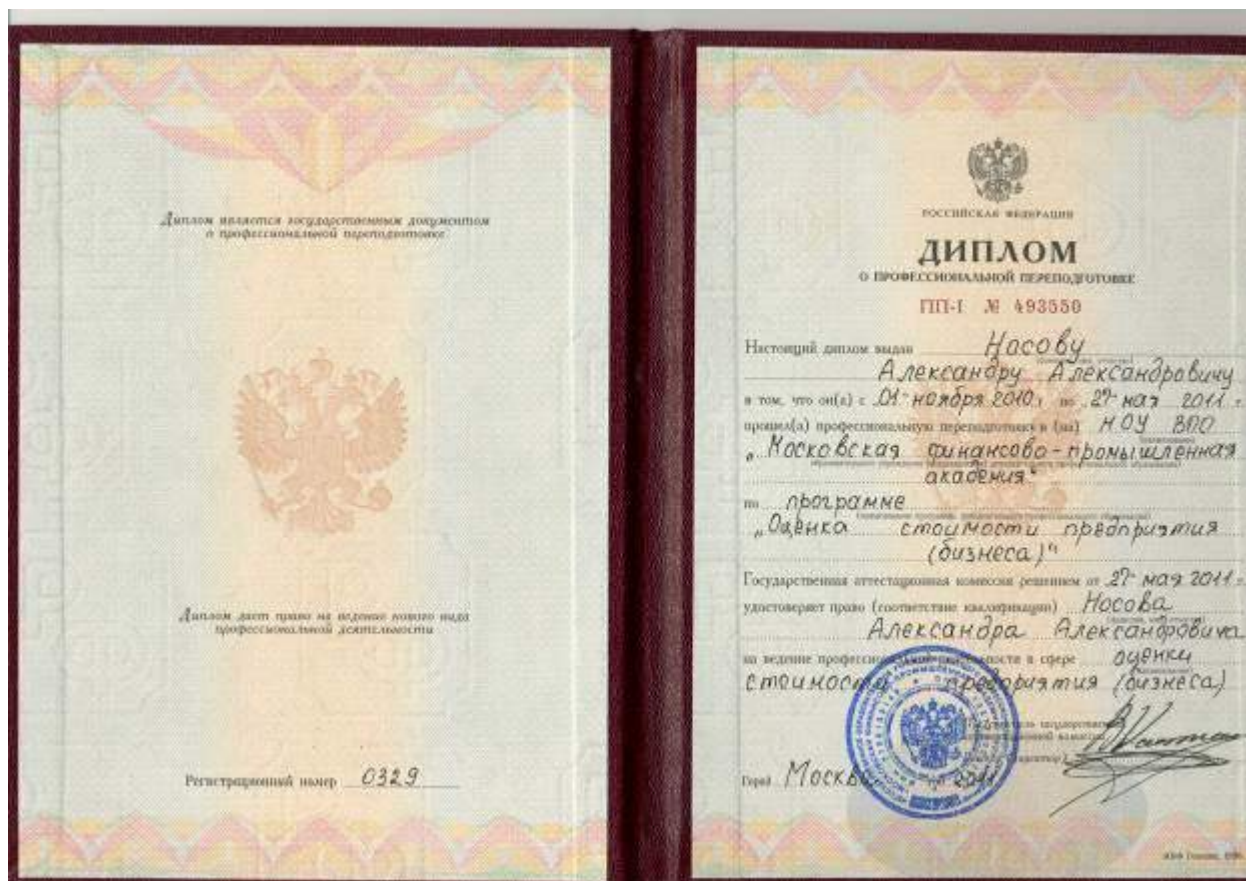 Диплом является государственным документом
о профессиональной переподготовке
Диплом дает право на ведение нового вида
профессиональной деятельности
Регистрационный номер 0329
РОССИЙСКАЯ ФЕДЕРАЦИЯ
ДИПЛОМ
О ПРОФЕССИОНАЛЬНОЙ ПЕРЕПОДГОТОВКЕ
ПП-I № 493550
Настоящий диплом выдан Носову
Александру Александровичу
в том, что он(а) с 01 ноября 2010 г. по 27 мая 2011 г.
прошел(а) профессиональную переподготовку в (на) НОУ ВПО
„Московская финансово-промышленная
академия“
по программе
„Оценка стоимости предприятия
(бизнеса)“
Государственная аттестационная комиссия решением от 27 мая 2011 г.
удостоверяет право (соответствие квалификации) Носова
Александра Александровича
на ведение профессиональной деятельности в сфере оценки
стоимости предприятия (бизнеса)
Город Москва 2011